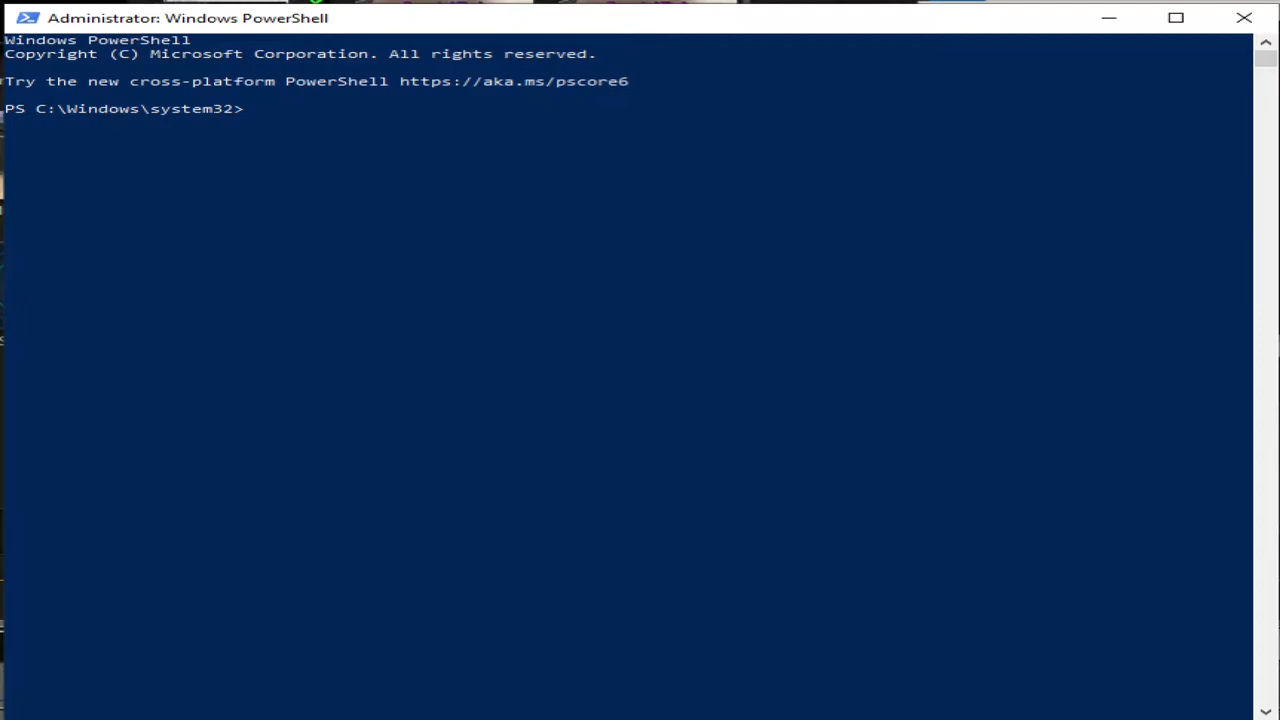 Administrator: Windows PowerShell
Windows PowerShell
Copyright (C) Microsoft Corporation. All rights reserved.
Try the new cross-platform PowerShell https://aka.ms/pscore6
PS C:\Windows\system32>